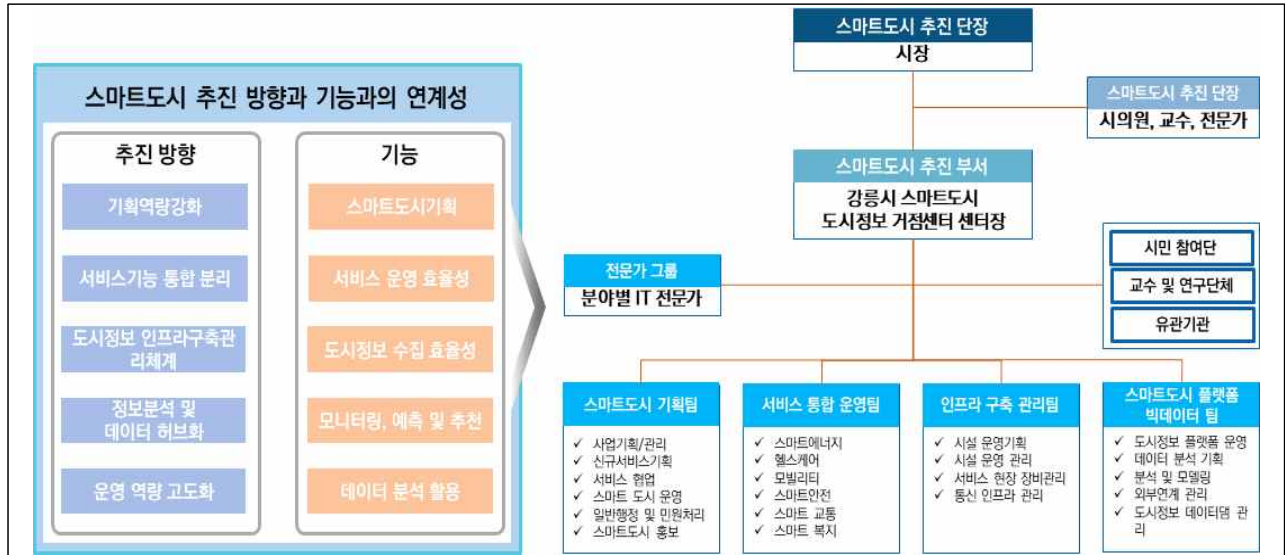 스마트도시 추진 방향과 기능과의 연계성
추진 방향
기획역량강화
서비스기능 통합 분리
도시정보 인프라구축관
리체계
정보분석 및
데이터 허브화
운영 역량 고도화
기능
스마트도시기획
서비스 운영 효율성
도시정보 수집 효율성
모니터링, 예측 및 추천
데이터 분석 활용
스마트도시 추진 단장
시장
스마트도시 추진 단장
시의원, 교수, 전문가
스마트도시 추진 부서
강릉시 스마트도시
도시정보 거점센터 센터장
전문가 그룹
분야별 IT 전문가
시민 참여단
교수 및 연구단체
유관기관
스마트도시 기획팀
✓ 사업기획/관리
✓ 신규서비스기획
✓ 서비스 협업
✓ 스마트 도시 운영
✓ 일반행정 및 민원처리
✓ 스마트도시 홍보
서비스 통합 운영팀
✓ 스마트에너지
✓ 헬스케어
✓ 모빌리티
✓ 스마트안전
✓ 스마트 교통
✓ 스마트 복지
인프라 구축 관리팀
✓ 시설 운영기획
✓ 시설 운영 관리
✓ 서비스 현장 장비관리
✓ 통신 인프라 관리
스마트도시 플랫폼
빅데이터 팀
✓ 도시정보 플랫폼 운영
✓ 데이터 분석 기획
✓ 분석 및 모델링
✓ 외부연계 관리
✓ 도시정보 데이터댐 관
리